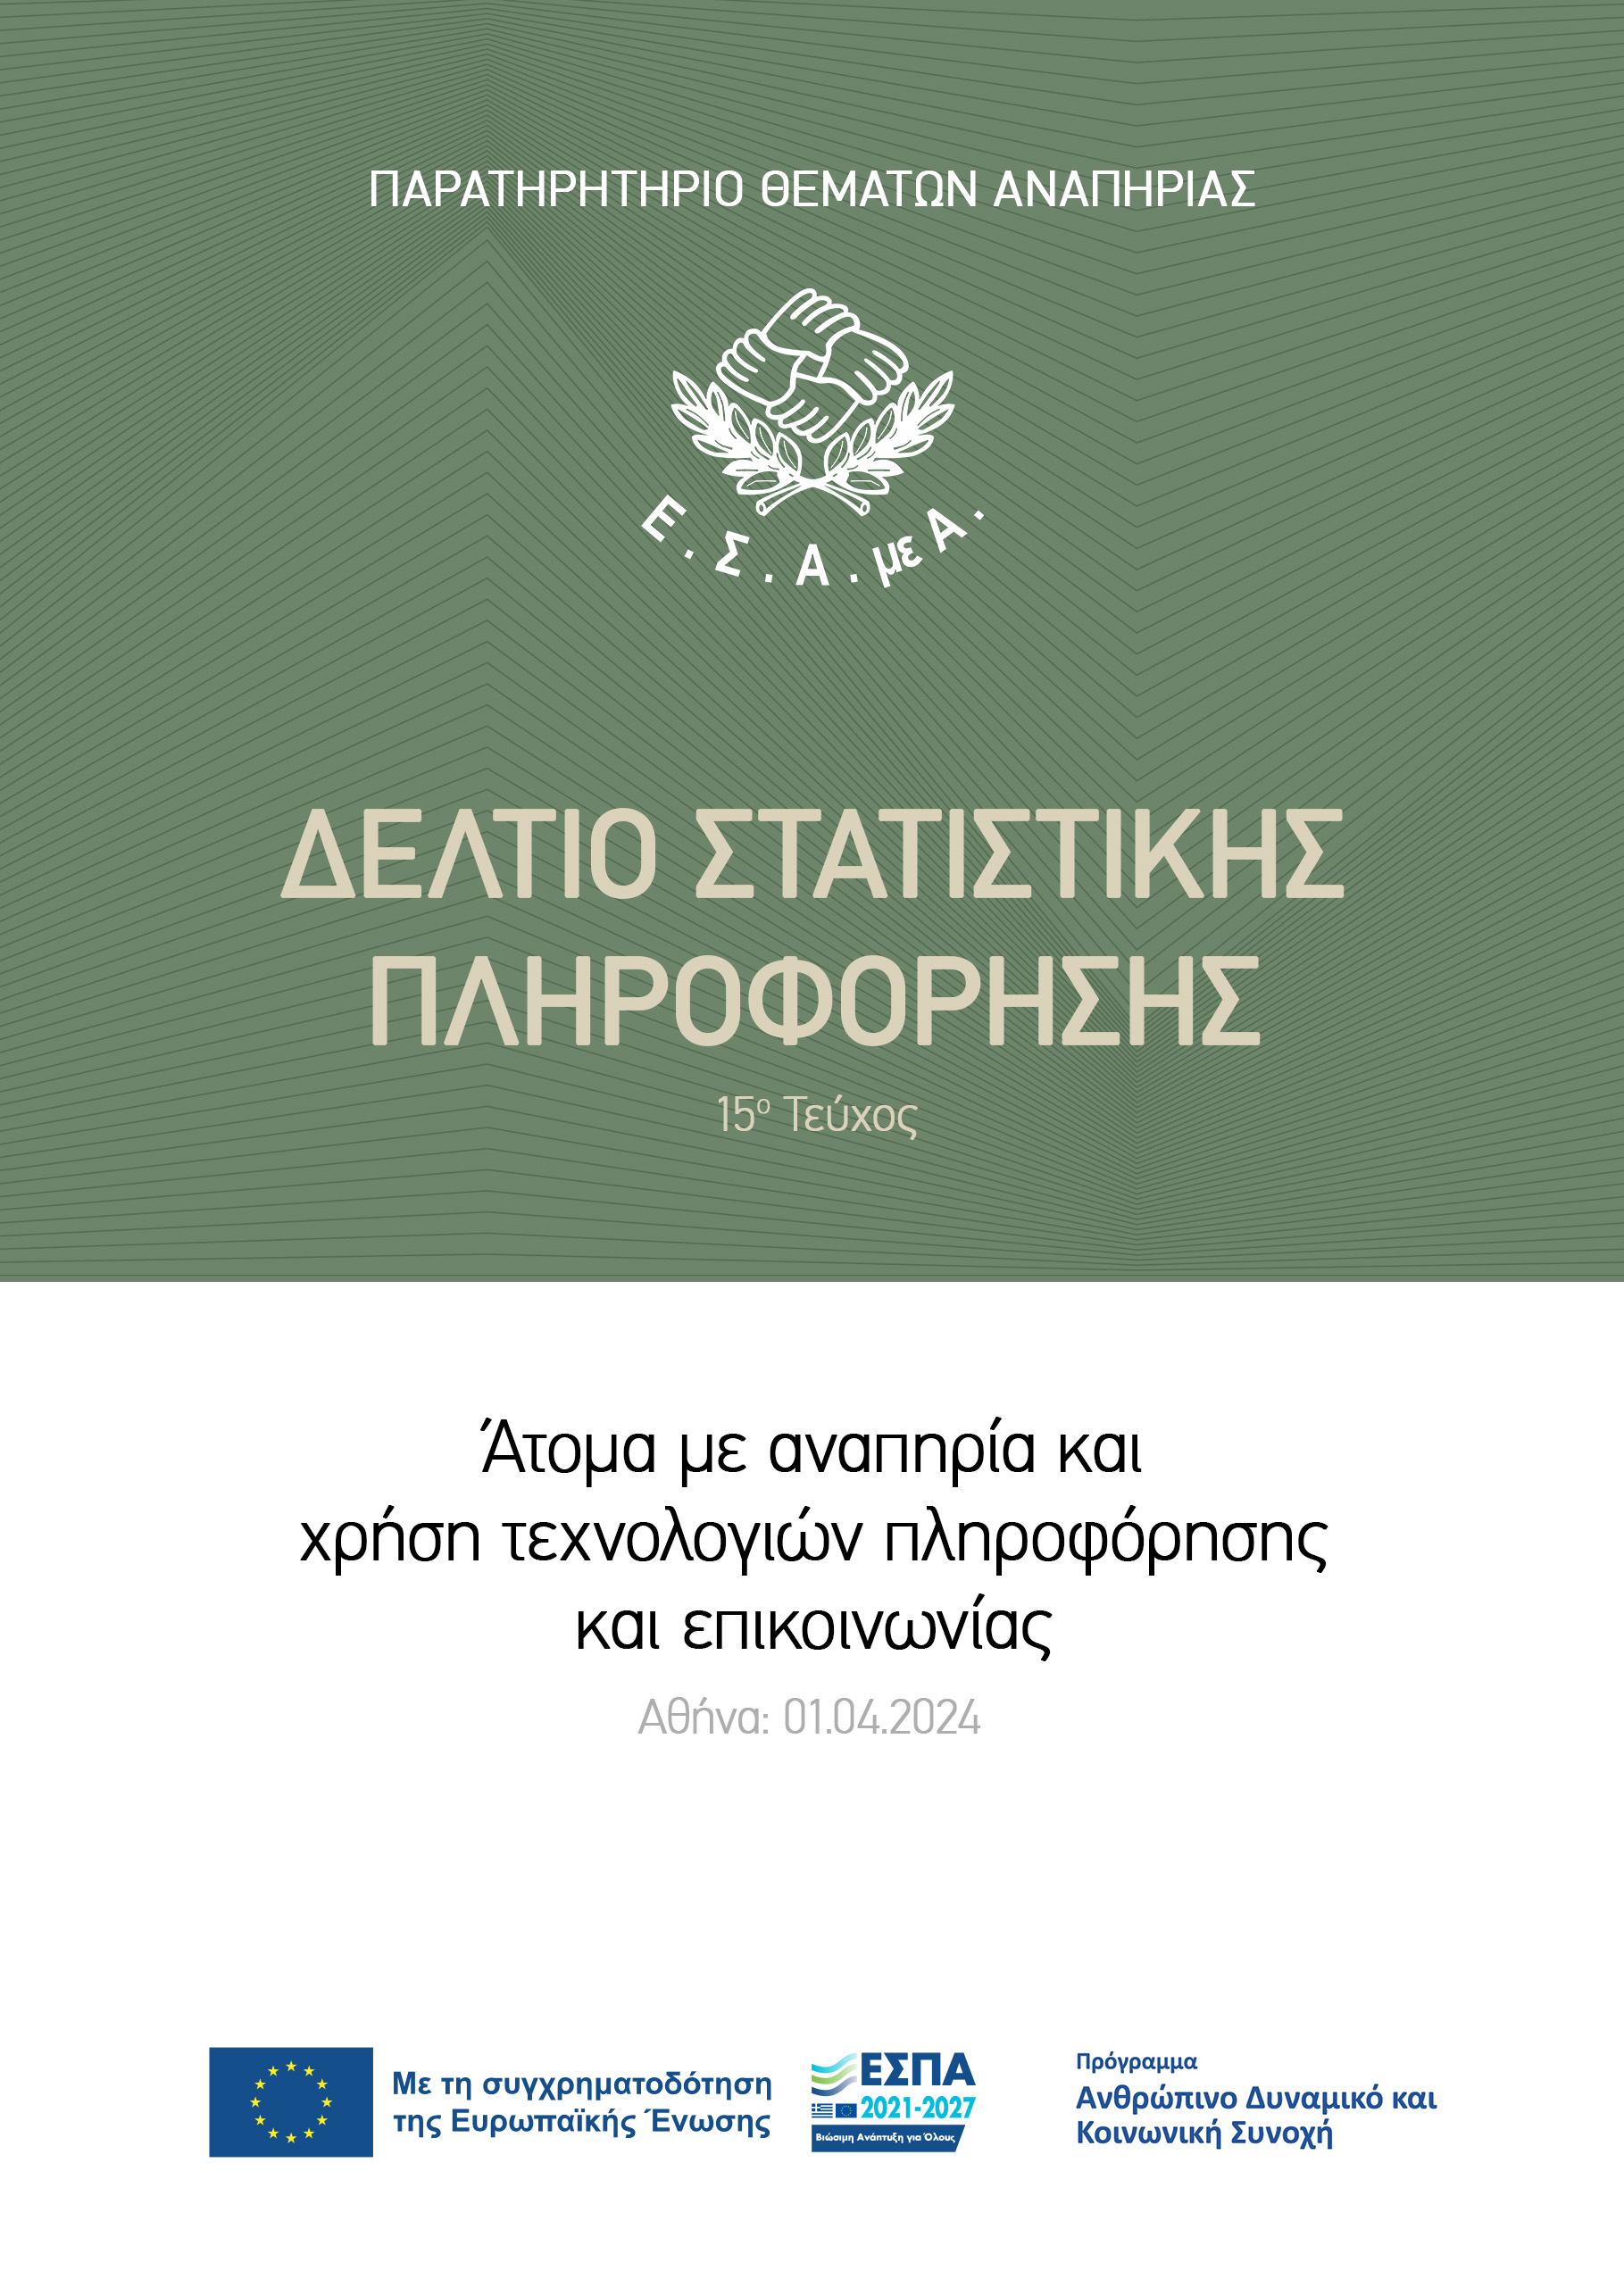 ΠΑΡΑΤΗΡΗΤΗΡΙΟ ΘΕΜΑΤΩΝ ΑΝΑΠΗΡΙΑΣ
Ε.Σ.Α.μεΑ.
ΔΕΛΤΙΟ ΣΤΑΤΙΣΤΙΚΗΣ
ΠΛΗΡΟΦΟΡΗΣΗΣ
15ο Τεύχος
Άτομα με αναπηρία και
χρήση τεχνολογιών πληροφόρησης
και επικοινωνίας
Αθήνα: 01.04.2024
Με τη συγχρηματοδότηση
της Ευρωπαϊκής Ένωσης
ΕΣΠΑ
2021-2027
Βιώσιμη Ανάπτυξη για Όλους
Πρόγραμμα
Ανθρώπινο Δυναμικό και
Κοινωνική Συνοχή